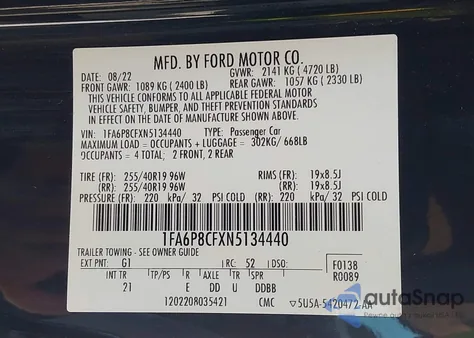 MFD. BY FORD MOTOR CO.
08/22 GVWR: 2141 KG (4720 LB)
FRONT GAWR: 1089 KG (2400 LB) REAR GAWR: 1057 KG (2330 LB)
THIS VEHICLE CONFORMS TO ALL APPLICABLE FEDERAL MOTOR
VEHICLE SAFETY, BUMPER, AND THEFT PREVENTION STANDARDS
IN EFFECT ON THE DATE OF MANUFACTURE SHOWN ABOVE.
VIN: 1FA6P8CFXN5134440 TYPE: Passenger Car
MAXIMUM LOAD = OCCUPANTS + LUGGAGE = 302KG/ 668LB
OCCUPANTS = 4 TOTAL; 2 FRONT, 2 REAR
TIRE (FR): 255/40R19 96W RIMS (FR): 19x8.5J
TIRE (RR): 255/40R19 96W RIMS (RR): 19x8.5J
PRESSURE (FR): 220 kPa/ 32 PSI COLD (RR): 220 kPa/ 32 PSI COLD
1FA6P8CFXN5134440
TRAILER TOWING - SEE OWNER GUIDE
EXT PNT: G1 RC: 52 DSO: F0138
INT TR TP/PS R AXLE TR SPR R0089
21 E DD U DDBB
1202208035421 CMC 5U5A-5420472-AA
autoSnap